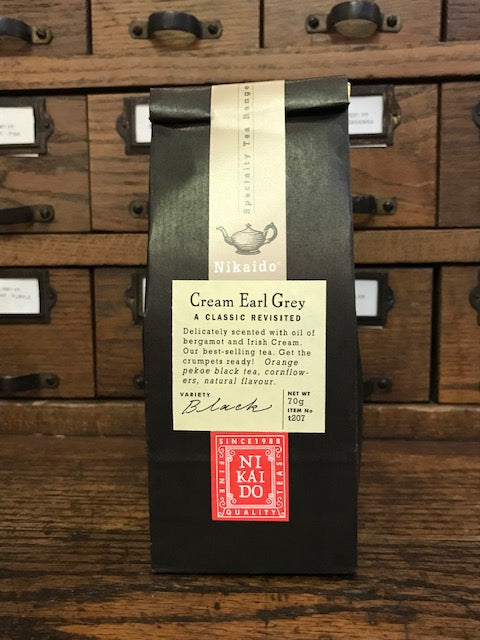 Specialty Tea Range
Nikaido
Cream Earl Grey
A CLASSIC REVISITED
Delicately scented with oil of
bergamot and Irish Cream.
Our best-selling tea. Get the
crumpets ready! Orange
pekoe black tea, cornflow-
ers, natural flavour.
VARIETY
Black
NET WT
70g
ITEM No
t207
SINCE 1988
FINE
NI
KÁI
DO
TEAS
QUALITY